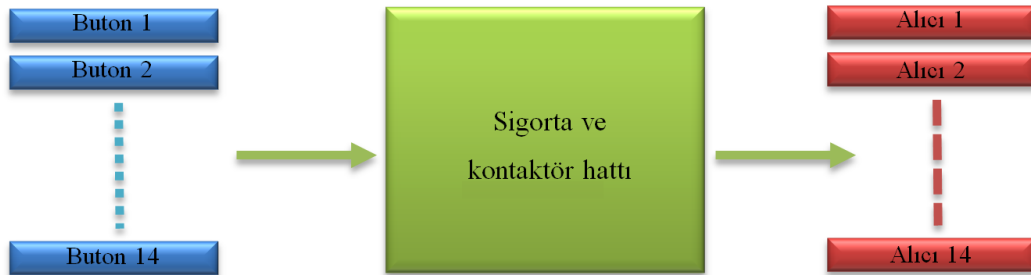 Buton 1
Buton 2
Buton 14
Sigorta ve
kontaktör hattı
Alıcı 1
Alıcı 2
Alıcı 14